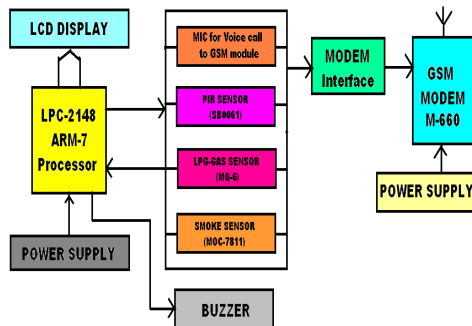 LCD DISPLAY
LPC-2148
ARM-7
Processor
POWER SUPPLY
MIC for Voice call
to GSM module
PIR SENSOR
(SB0061)
LPG-GAS SENSOR
(MQ-6)
SMOKE SENSOR
(MOC-7811)
BUZZER
MODEM
Interface
GSM
MODEM
M-660
POWER SUPPLY